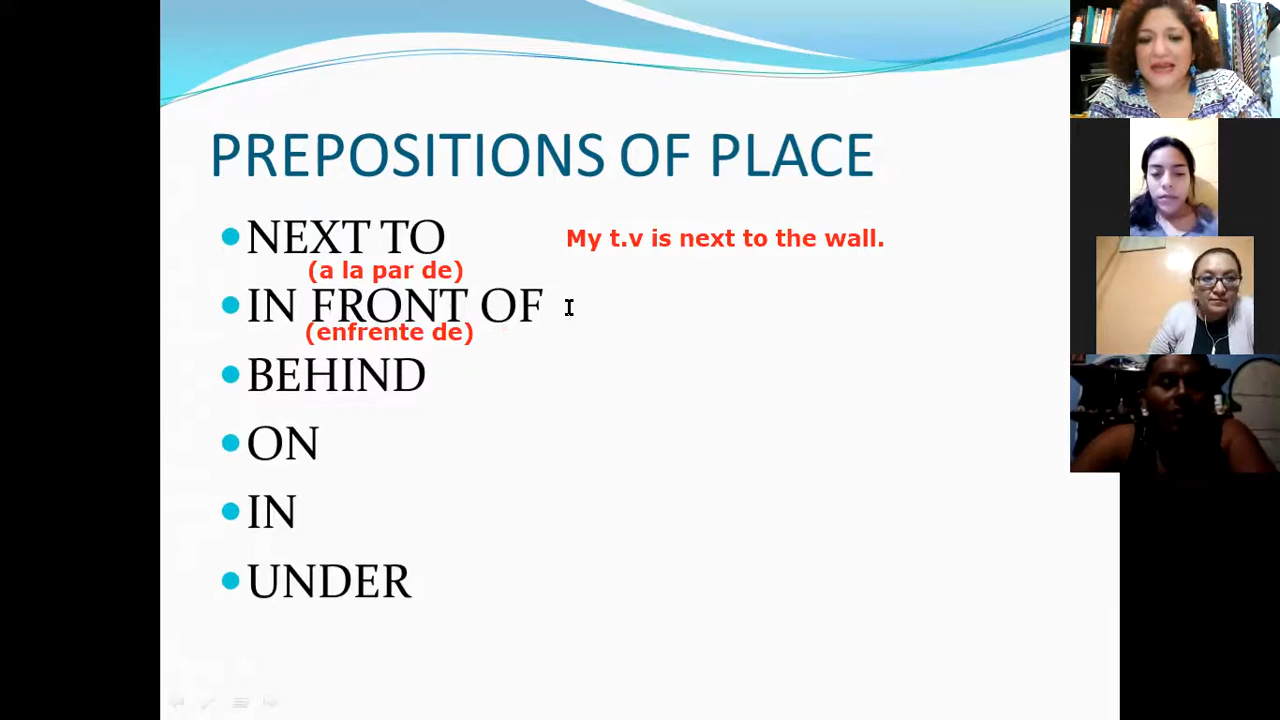 PREPOSITIONS OF PLACE
NEXT TO
My t.v is next to the wall.
(a la par de)
IN FRONT OF
(enfrente de)
BEHIND
ON
IN
UNDER